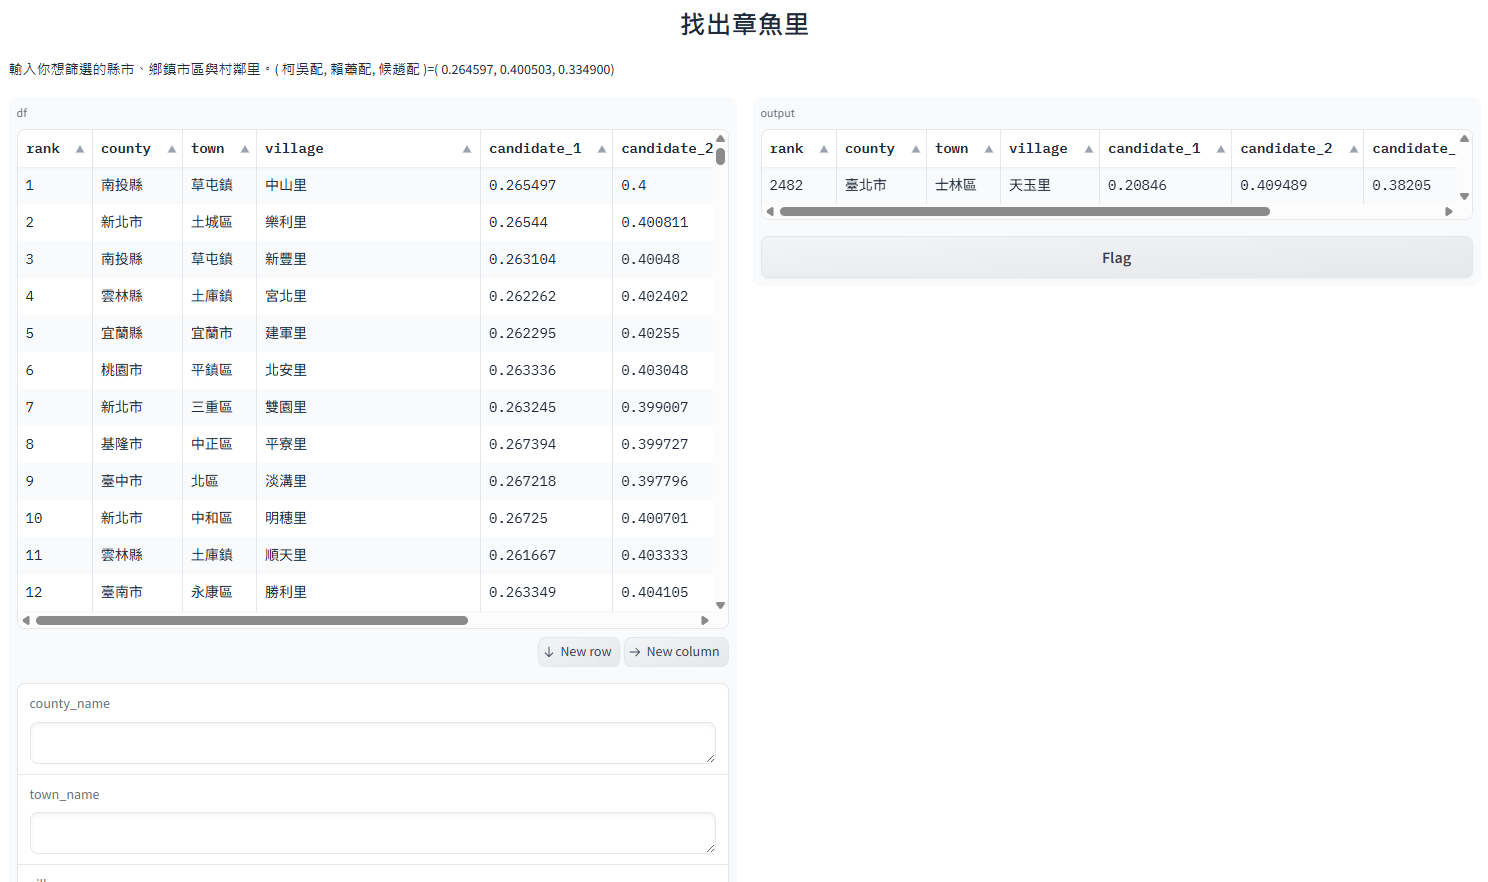 找出章魚里
輸入你想篩選的縣市、鄉鎮市區與村鄰里。( 柯吳配, 賴蕭配, 侯趙配 )=( 0.264597, 0.400503, 0.334900)
df
rank county town village candidate_1 candidate_2
1 南投縣 草屯鎮 中山里 0.265497 0.4
2 新北市 土城區 樂利里 0.26544 0.400811
3 南投縣 草屯鎮 新豐里 0.263104 0.40048
4 雲林縣 土庫鎮 宮北里 0.262262 0.402402
5 宜蘭縣 宜蘭市 建軍里 0.262295 0.40255
6 桃園市 平鎮區 北安里 0.263336 0.403048
7 新北市 三重區 雙園里 0.263245 0.399007
8 基隆市 中正區 平寮里 0.267394 0.399727
9 臺中市 北區 淡溝里 0.267218 0.397796
10 新北市 中和區 明穗里 0.26725 0.400701
11 雲林縣 土庫鎮 順天里 0.261667 0.403333
12 臺南市 永康區 勝利里 0.263349 0.404105
New row New column
county_name
town_name
output
rank county town village candidate_1 candidate_2 candidate_
2482 臺北市 士林區 天玉里 0.20846 0.409489 0.38205
Flag